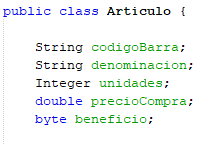 public class Articulo {
String codigoBarra;
String denominacion;
Integer unidades;
double precioCompra;
byte beneficio;